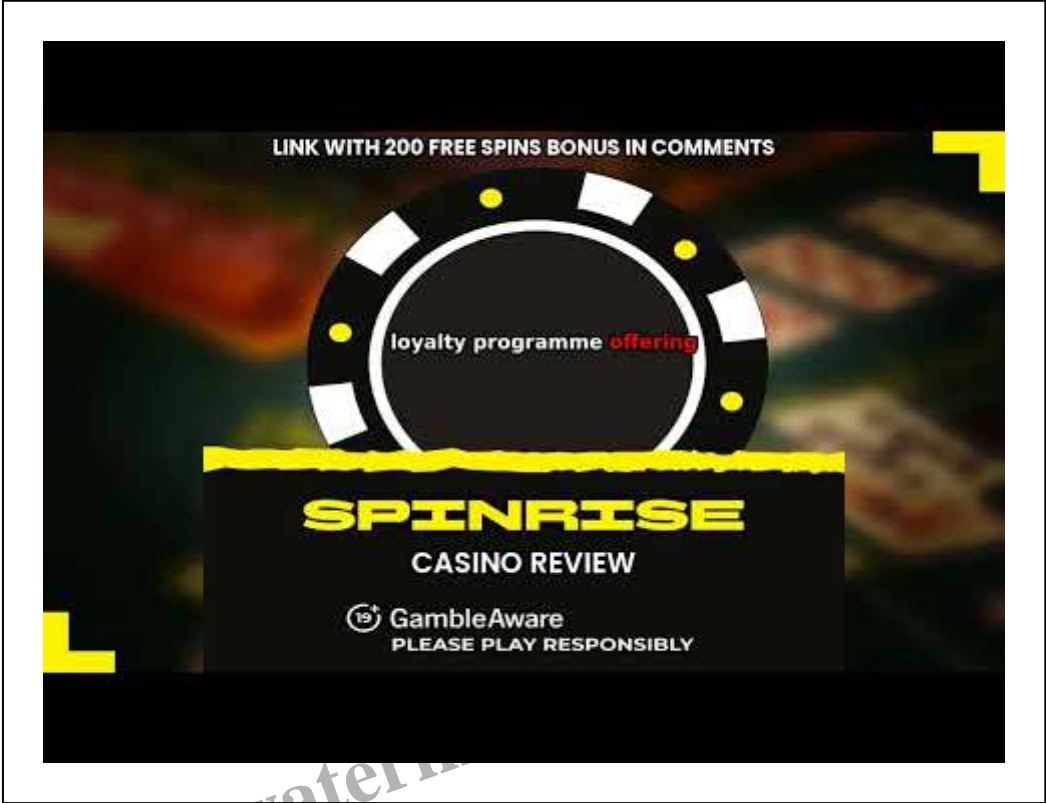 LINK WITH 200 FREE SPINS BONUS IN COMMENTS
loyalty programme offering
SPINRISE
CASINO REVIEW
19+ GambleAware
PLEASE PLAY RESPONSIBLY